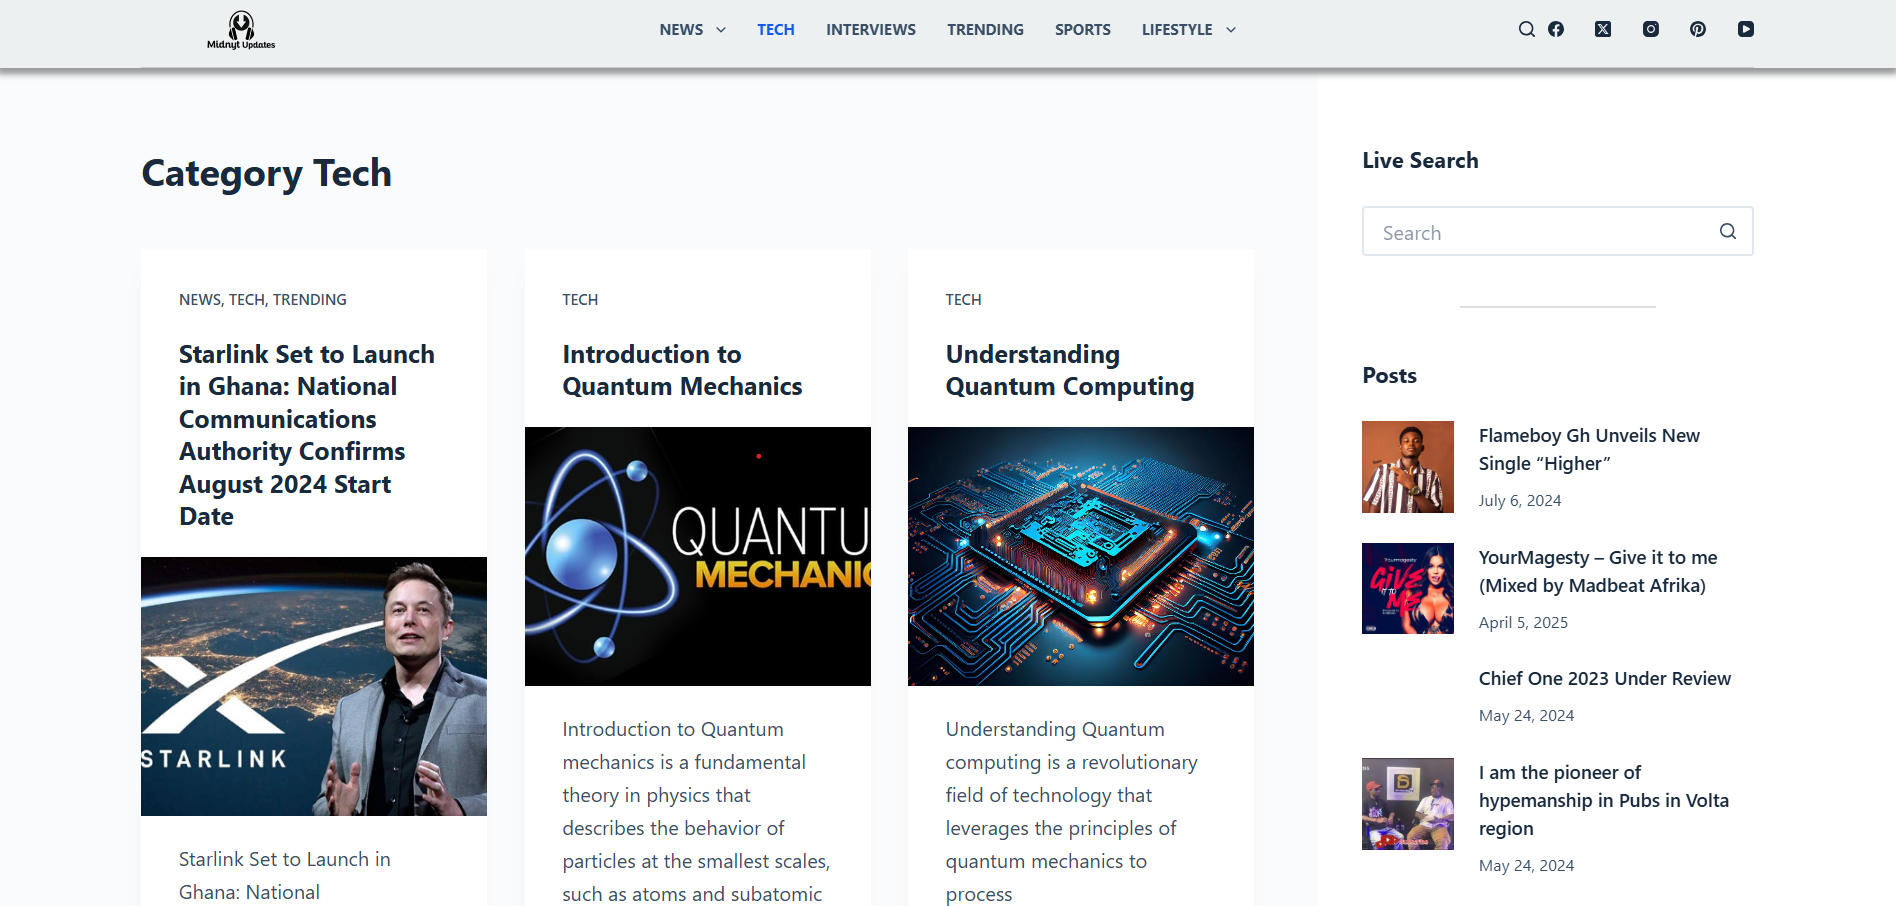 Midnyt Updates
NEWS
TECH
INTERVIEWS
TRENDING
SPORTS
LIFESTYLE
Category Tech
NEWS, TECH, TRENDING
Starlink Set to Launch
in Ghana: National
Communications
Authority Confirms
August 2024 Start
Date
STARLINK
Starlink Set to Launch in
Ghana: National
TECH
Introduction to
Quantum Mechanics
QUANTU
MECHANIC
Introduction to Quantum
mechanics is a fundamental
theory in physics that
describes the behavior of
particles at the smallest scales,
such as atoms and subatomic
TECH
Understanding
Quantum Computing
Understanding Quantum
computing is a revolutionary
field of technology that
leverages the principles of
quantum mechanics to
process
Live Search
Search
Posts
Flameboy Gh Unveils New
Single “Higher”
July 6, 2024
Yourmagesty
GIVE
IT TO
ME
YourMagesty – Give it to me
(Mixed by Madbeat Afrika)
April 5, 2025
Chief One 2023 Under Review
May 24, 2024
I am the pioneer of
hypemanship in Pubs in Volta
region
May 24, 2024